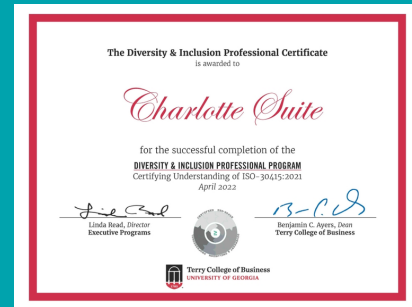 The Diversity & Inclusion Professional Certificate
is awarded to
Charlotte Suite
for the successful completion of the
DIVERSITY & INCLUSION PROFESSIONAL PROGRAM
Certifying Understanding of ISO-30415:2021
April 2022
Linda Read, Director
Executive Programs
Benjamin C. Ayers, Dean
Terry College of Business
Terry College of Business
UNIVERSITY OF GEORGIA